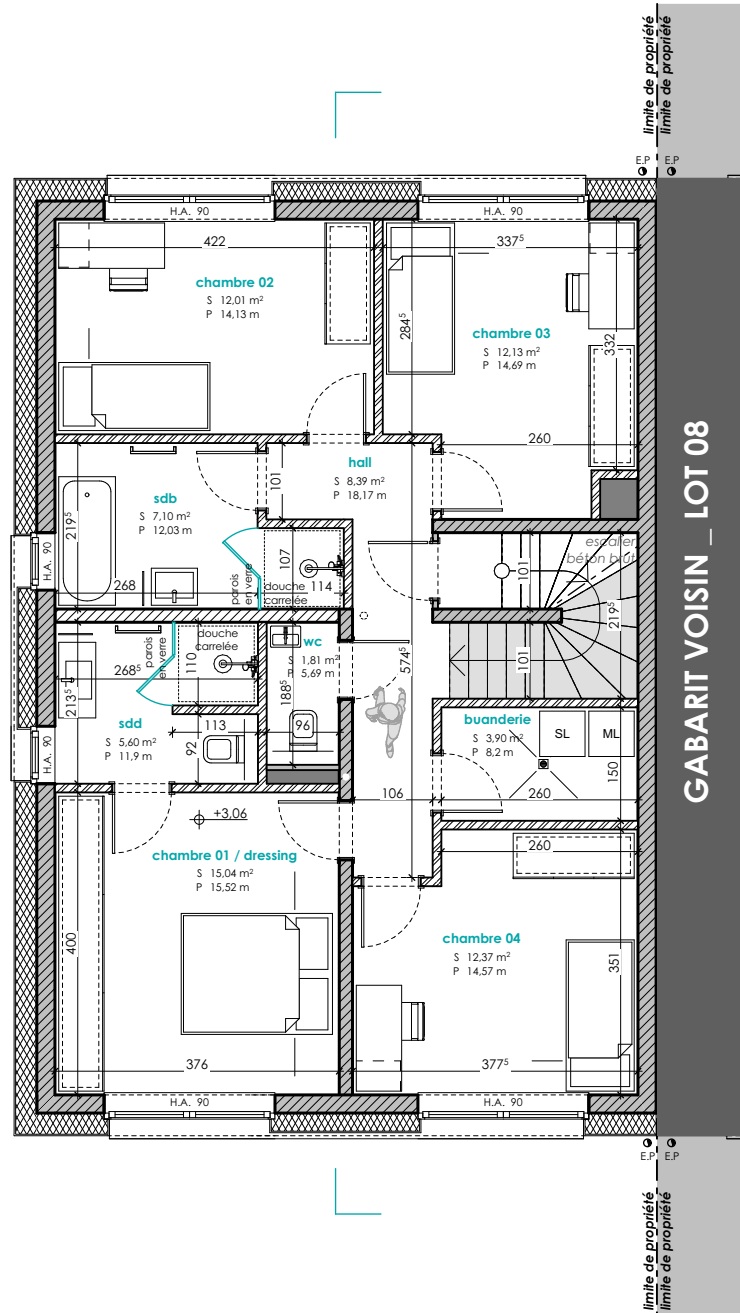 limite de propriété
limite de propriété
E.P
E.P
H.A. 90
H.A. 90
422
337⁵
chambre 02
S 12,01 m²
P 14,13 m
284⁵
chambre 03
S 12,13 m²
P 14,69 m
332
260
hall
S 8,39 m²
P 18,17 m
101
sdb
S 7,10 m²
P 12,03 m
219⁵
H.A. 90
268
parois
en verre
107
douche
carrelée
114
escalier
béton brut
101
219⁵
101
GABARIT VOISIN _ LOT 08
douche
carrelée
parois
en verre
110
268⁵
213⁵
wc
S 1,81 m²
P 5,69 m
188⁵
96
574⁵
sdd
S 5,60 m²
P 11,9 m
113
92
H.A. 90
buanderie
S 3,90 m²
P 8,2 m
SL
ML
150
106
260
+3,06
chambre 01 / dressing
S 15,04 m²
P 15,52 m
260
400
chambre 04
S 12,37 m²
P 14,57 m
351
376
377⁵
H.A. 90
H.A. 90
E.P
E.P
limite de propriété
limite de propriété